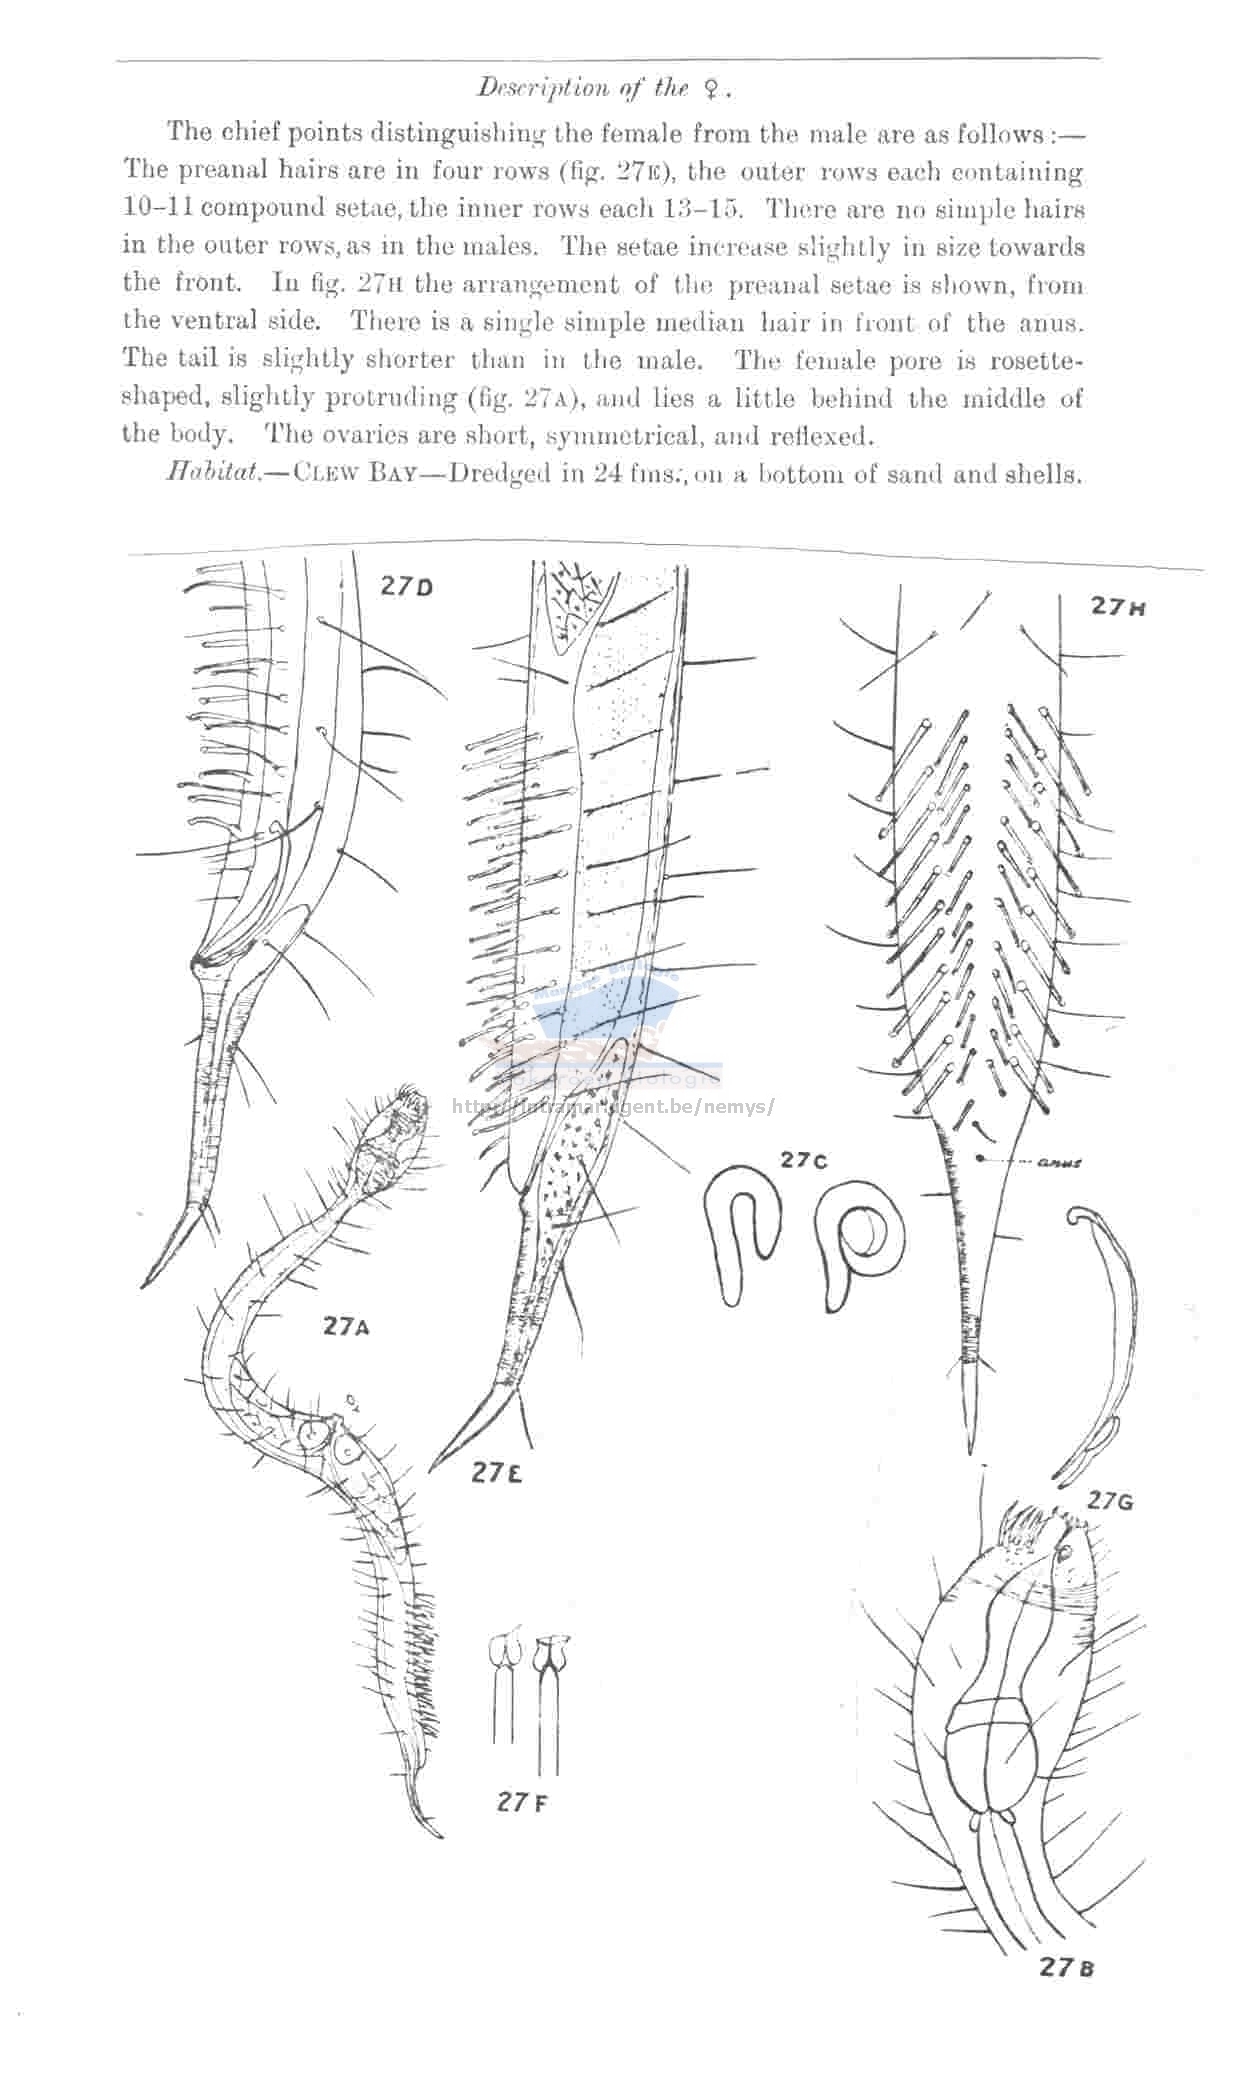 Description of the ♀.
The chief points distinguishing the female from the male are as follows :—
The preanal hairs are in four rows (fig. 27E), the outer rows each containing
10–11 compound setae, the inner rows each 13–15. There are no simple hairs
in the outer rows, as in the males. The setae increase slightly in size towards
the front. In fig. 27H the arrangement of the preanal setae is shown, from
the ventral side. There is a single simple median hair in front of the anus.
The tail is slightly shorter than in the male. The female pore is rosette-
shaped, slightly protruding (fig. 27A), and lies a little behind the middle of
the body. The ovaries are short, symmetrical, and reflexed.
Habitat.—CLEW BAY—Dredged in 24 fms., on a bottom of sand and shells.
27D
27H
Mariene Biologie
Biologie
/nemys/
27C
anus
27A
♀
27E
27G
27F
27B